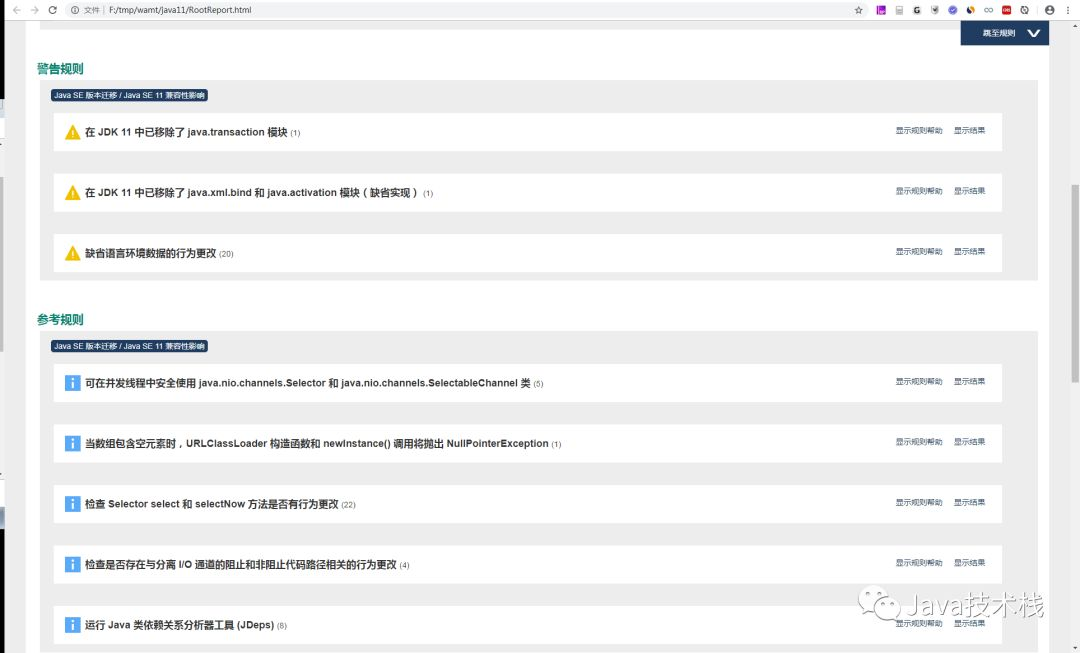 文件 | F:/tmp/wamt/java11/RootReport.html
跳至规则
警告规则
Java SE 版本迁移 / Java SE 11 兼容性影响
在 JDK 11 中已移除了 java.transaction 模块 (1) 显示规则帮助 显示结果
在 JDK 11 中已移除了 java.xml.bind 和 java.activation 模块（缺省实现） (1) 显示规则帮助 显示结果
缺省语言环境数据的行为更改 (20) 显示规则帮助 显示结果
参考规则
Java SE 版本迁移 / Java SE 11 兼容性影响
可在并发线程中安全使用 java.nio.channels.Selector 和 java.nio.channels.SelectableChannel 类 (5) 显示规则帮助 显示结果
当数组包含空元素时，URLClassLoader 构造函数和 newInstance() 调用将抛出 NullPointerException (1) 显示规则帮助 显示结果
检查 Selector select 和 selectNow 方法是否有行为更改 (22) 显示规则帮助 显示结果
检查是否存在与分离 I/O 通道的阻止和非阻止代码路径相关的行为更改 (4) 显示规则帮助 显示结果
Java技术栈
运行 Java 类依赖关系分析器工具 (JDeps) (8) 显示规则帮助 显示结果